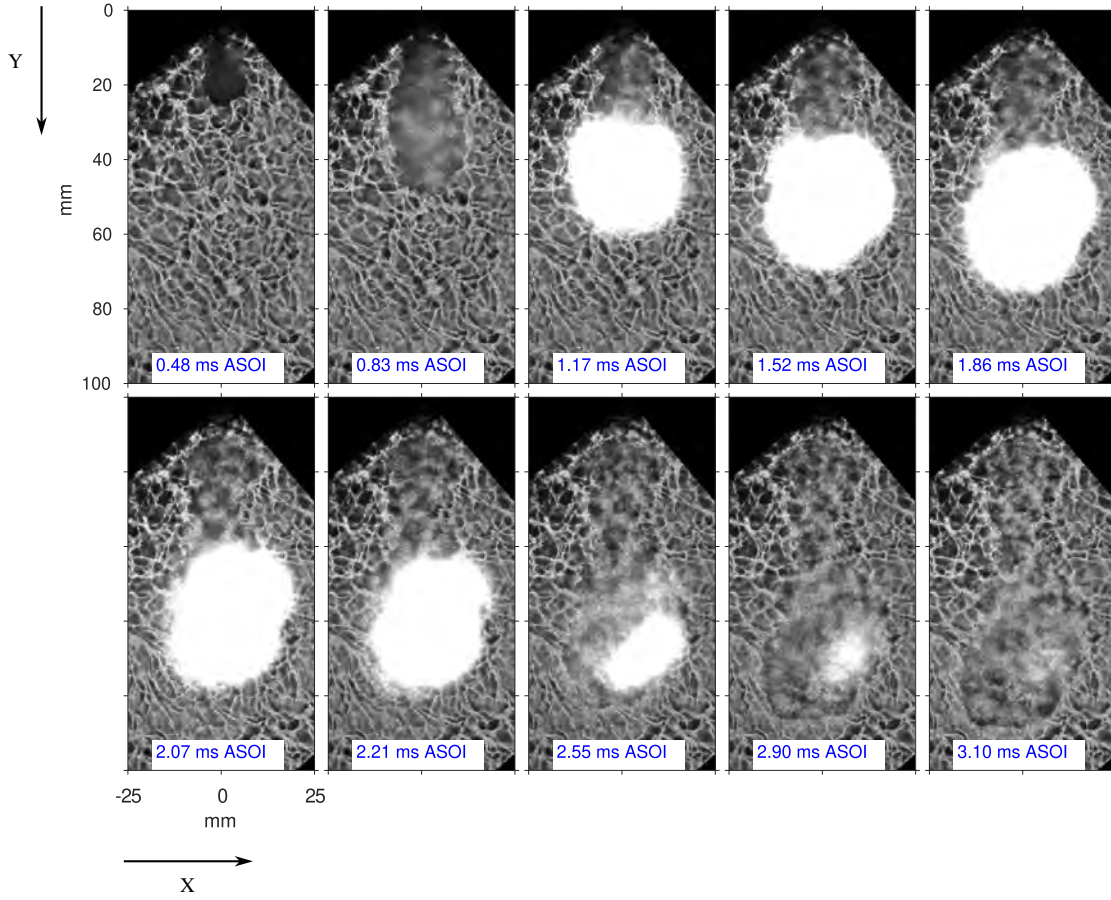 0
Y
20
40
mm
60
80
100
0.48 ms ASOI
0.83 ms ASOI
1.17 ms ASOI
1.52 ms ASOI
1.86 ms ASOI
2.07 ms ASOI
2.21 ms ASOI
2.55 ms ASOI
2.90 ms ASOI
3.10 ms ASOI
-25 0 25
mm
X